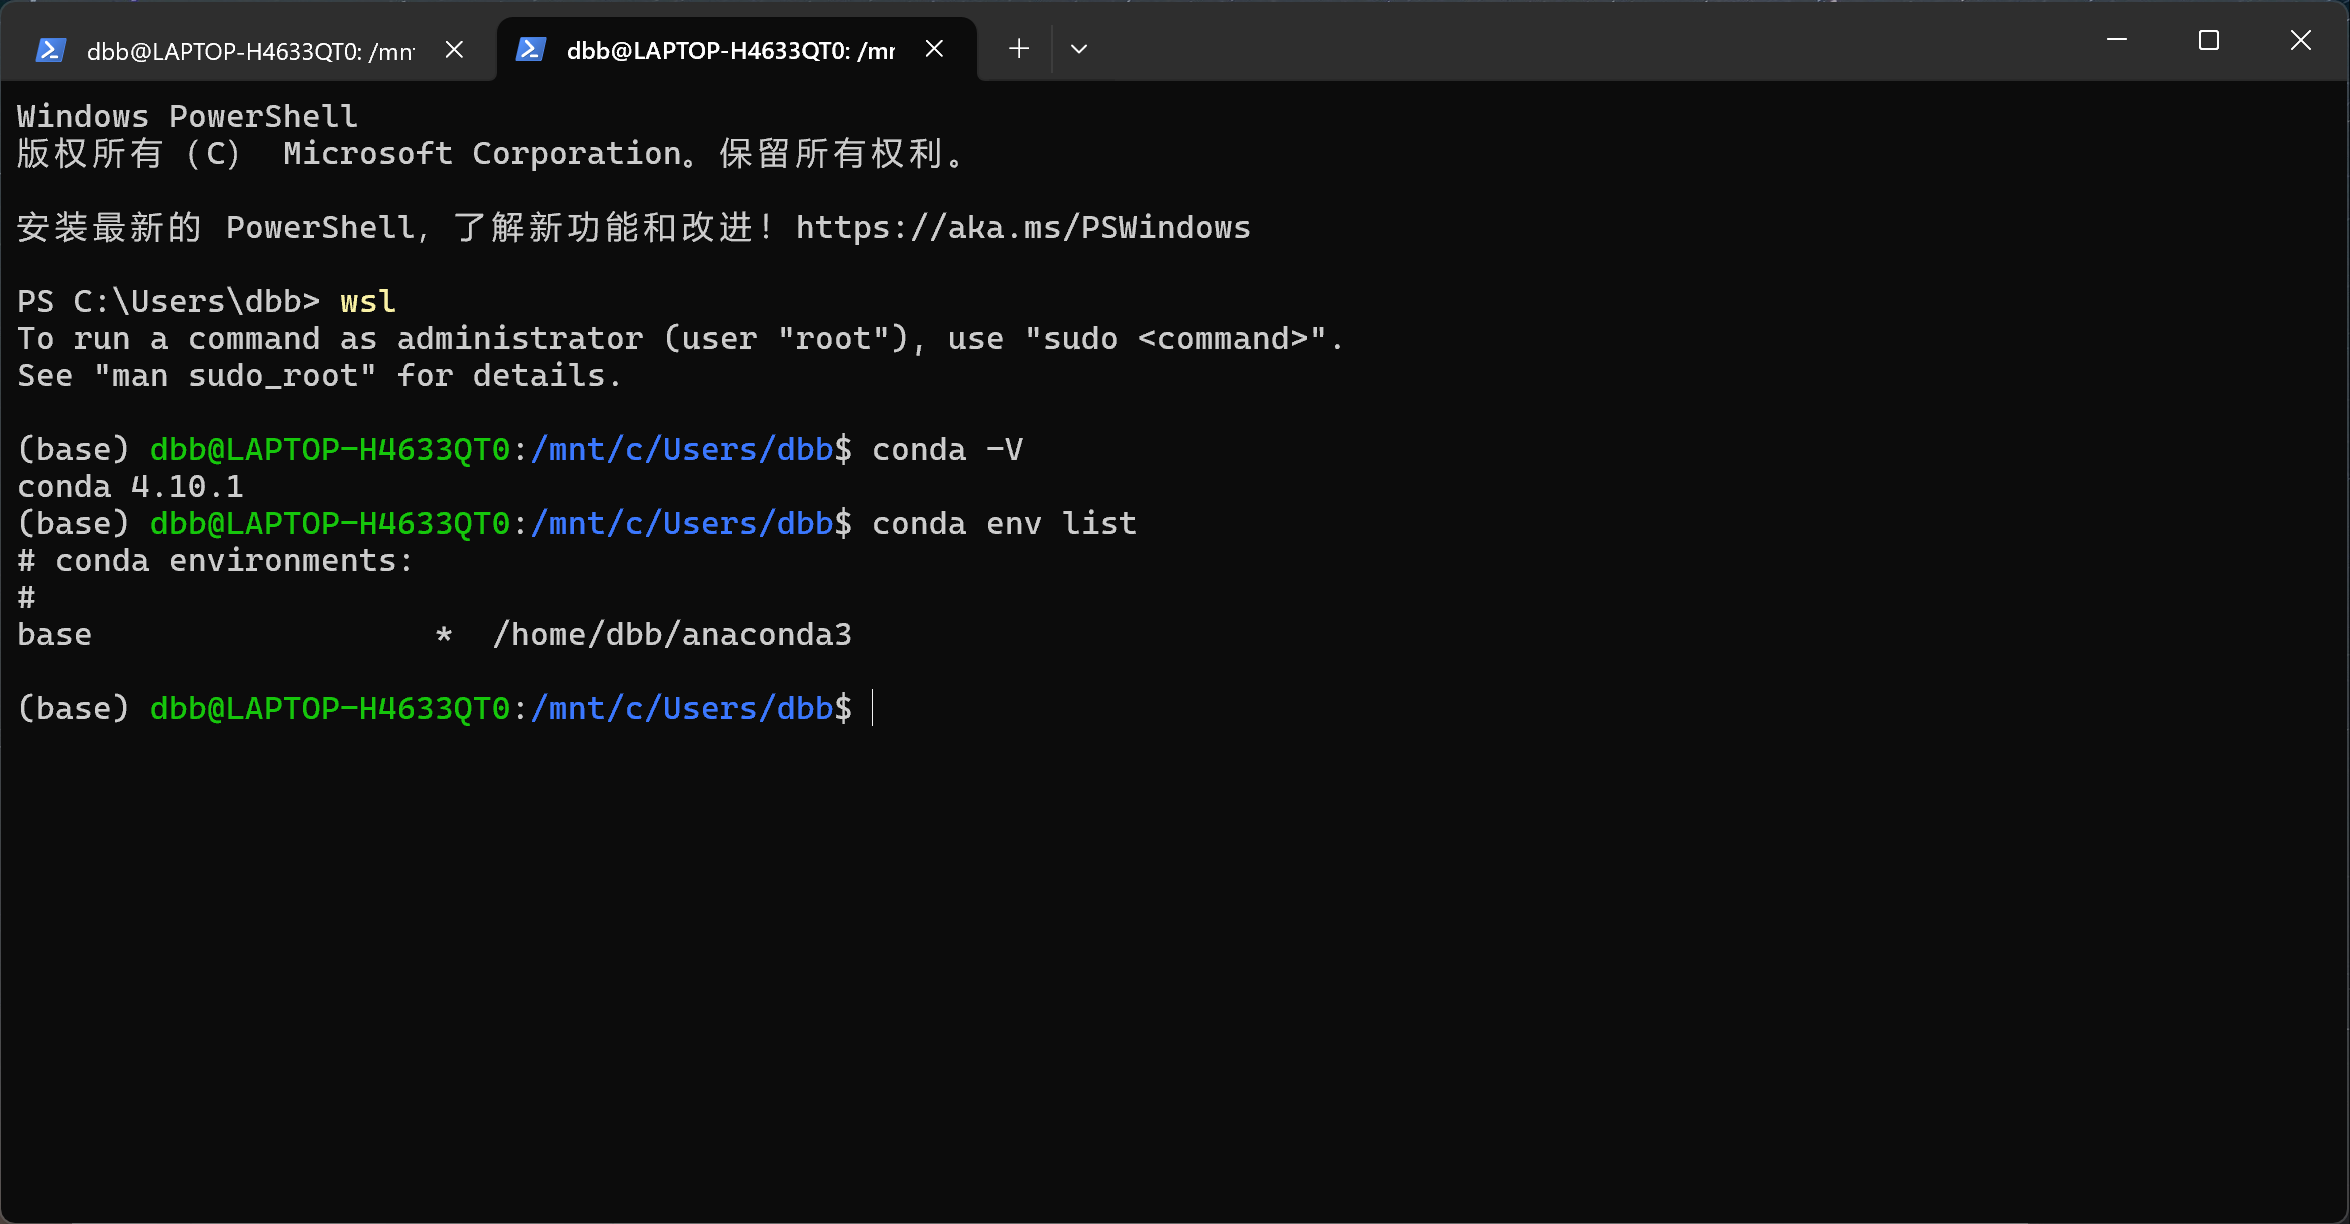 dbb@LAPTOP-H4633QT0: /mnt
dbb@LAPTOP-H4633QT0: /mr
Windows PowerShell
版权所有（C） Microsoft Corporation。保留所有权利。
安装最新的 PowerShell，了解新功能和改进！https://aka.ms/PSWindows
PS C:\Users\dbb> wsl
To run a command as administrator (user "root"), use "sudo <command>".
See "man sudo_root" for details.
(base) dbb@LAPTOP-H4633QT0:/mnt/c/Users/dbb$ conda -V
conda 4.10.1
(base) dbb@LAPTOP-H4633QT0:/mnt/c/Users/dbb$ conda env list
# conda environments:
#
base                  *  /home/dbb/anaconda3
(base) dbb@LAPTOP-H4633QT0:/mnt/c/Users/dbb$